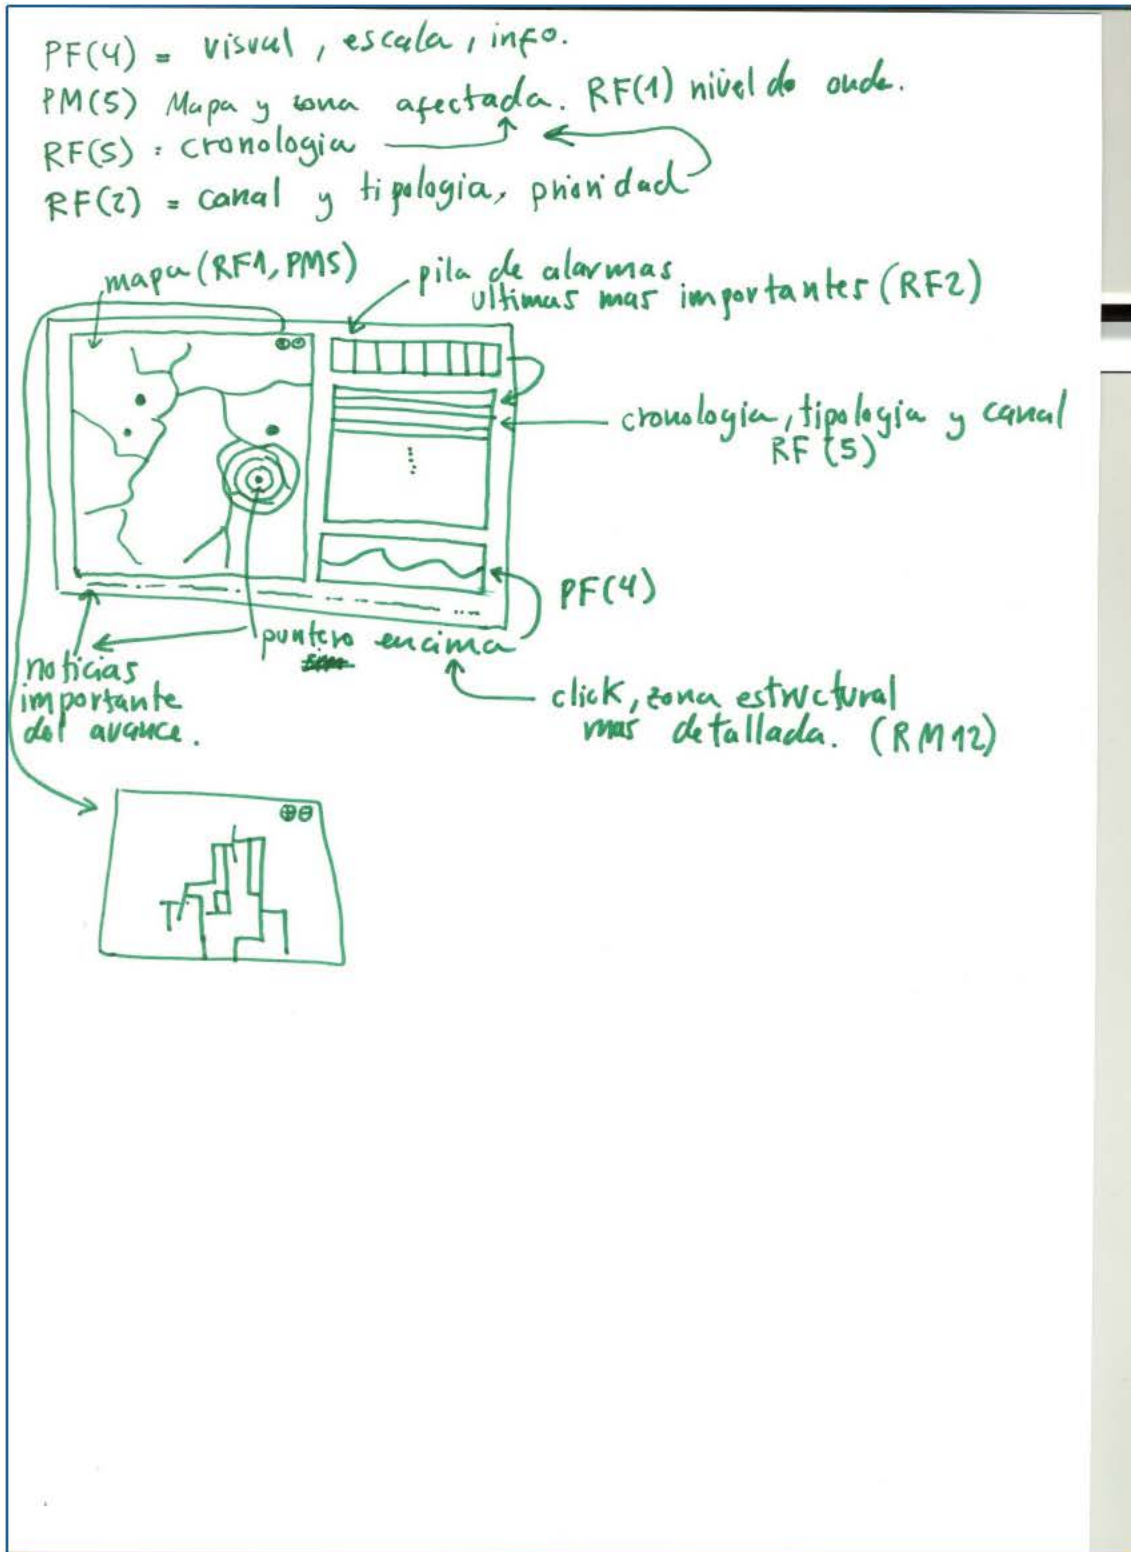 PF(4) = visual, escala, info.
PM(5) Mapa y zona afectada. RF(1) nivel de onda.
RF(5) = cronologia
RF(2) = canal y tipologia, prioridad
mapa (RF1, PM5)
pila de alarmas
ultimas mas importantes (RF2)
cronologia, tipologia y canal
RF (5)
PF(4)
puntero encima
noticias
importante
del avance.
click, zona estructural
mas detallada. (RM12)